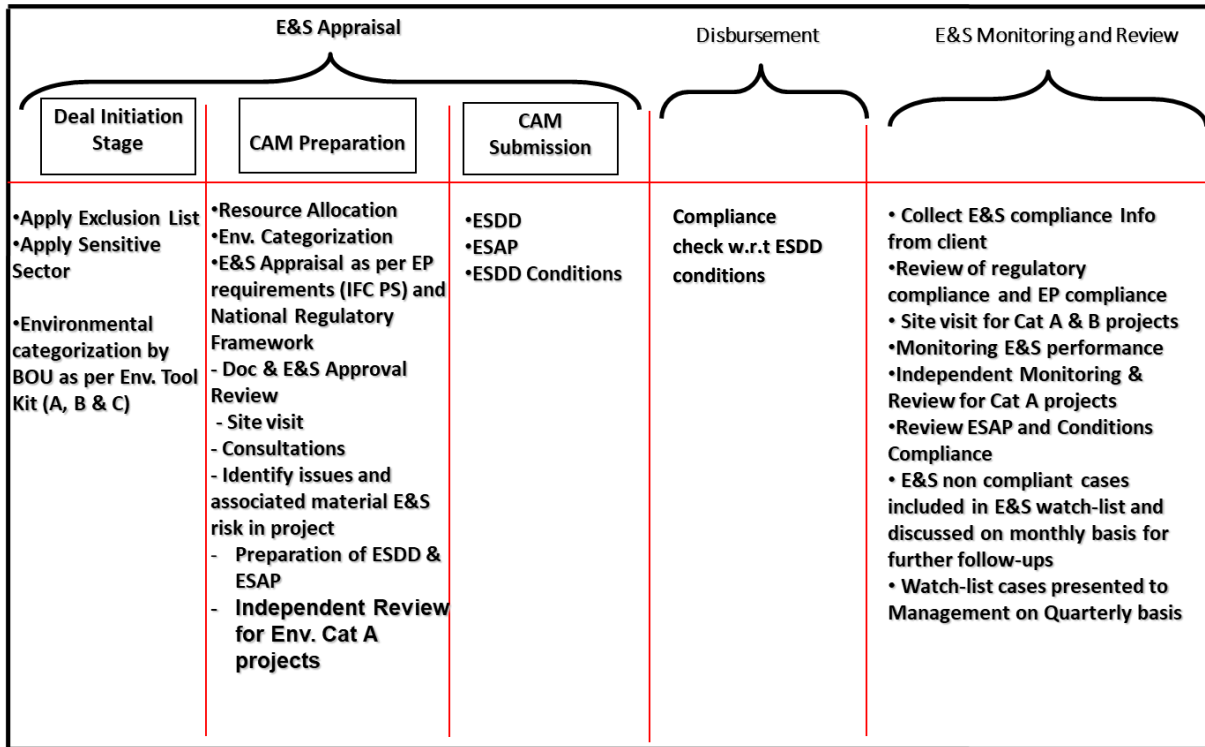 E&S Appraisal
Disbursement
E&S Monitoring and Review
Deal Initiation
Stage
CAM Preparation
CAM
Submission
•Apply Exclusion List
•Apply Sensitive
Sector
•Environmental
categorization by
BOU as per Env. Tool
Kit (A, B & C)
•Resource Allocation
•Env. Categorization
•E&S Appraisal as per EP
requirements (IFC PS) and
National Regulatory
Framework
- Doc & E&S Approval
Review
- Site visit
- Consultations
- Identify issues and
associated material E&S
risk in project
- Preparation of ESDD &
ESAP
- Independent Review
for Env. Cat A
projects
•ESDD
•ESAP
•ESDD Conditions
Compliance
check w.r.t ESDD
conditions
• Collect E&S compliance Info
from client
•Review of regulatory
compliance and EP compliance
• Site visit for Cat A & B projects
•Monitoring E&S performance
•Independent Monitoring &
Review for Cat A projects
•Review ESAP and Conditions
Compliance
• E&S non compliant cases
included in E&S watch-list and
discussed on monthly basis for
further follow-ups
• Watch-list cases presented to
Management on Quarterly basis